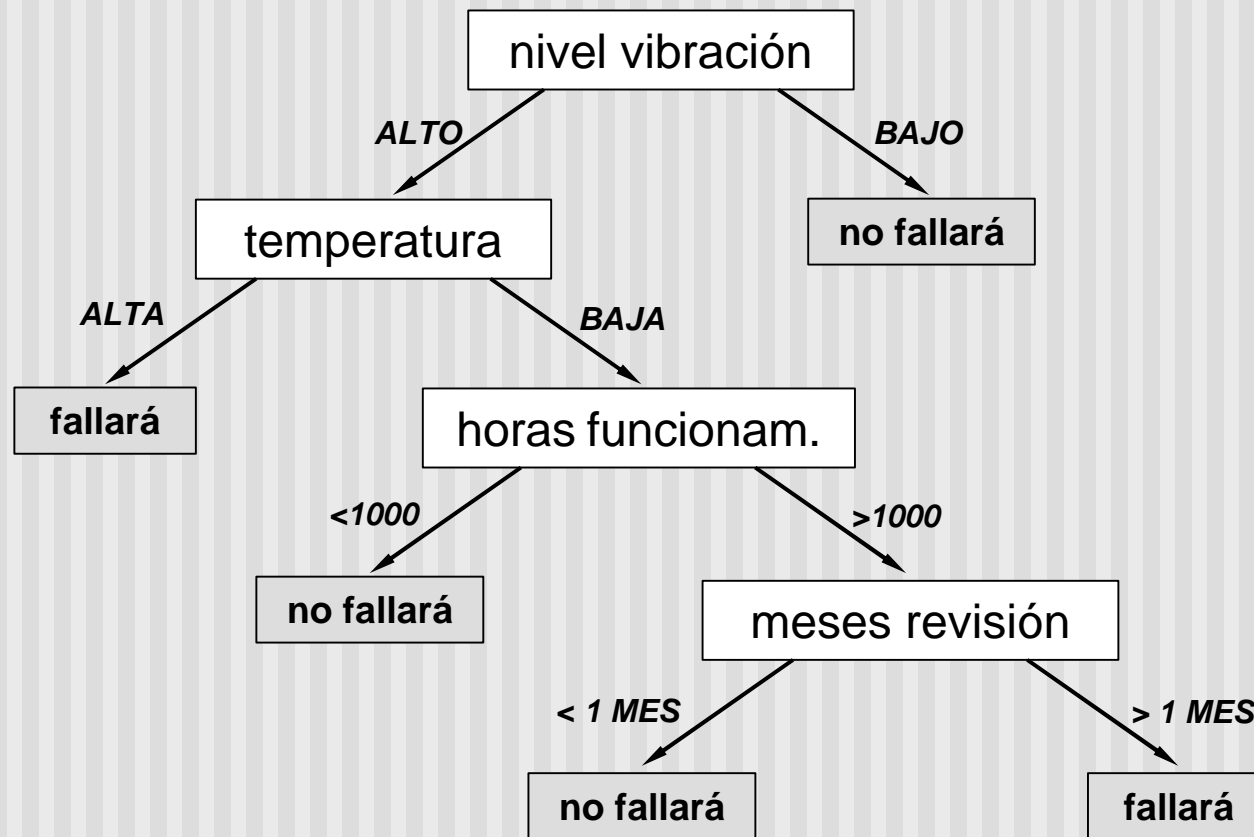 nivel vibración
ALTO
BAJO
temperatura
no fallará
ALTA
BAJA
fallará
horas funcionam.
<1000
>1000
no fallará
meses revisión
< 1 MES
> 1 MES
no fallará
fallará